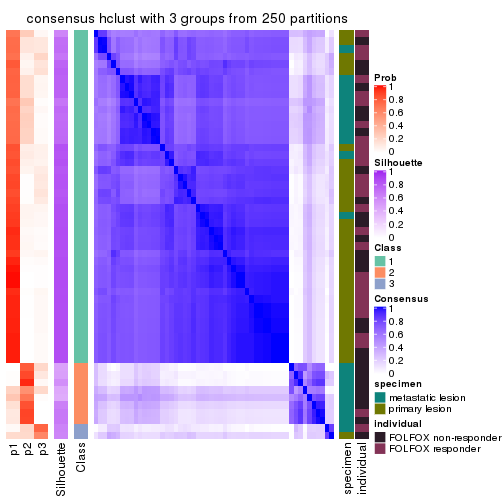 consensus hclust with 3 groups from 250 partitions
Prob
1
0.8
0.6
0.4
0.2
0
Silhouette
1
0.8
0.6
0.4
0.2
0
Class
1
2
3
Consensus
1
0.8
0.6
0.4
0.2
0
specimen
metastatic lesion
primary lesion
individual
FOLFOX non-responder
FOLFOX responder
p1
p2
p3
Silhouette
Class
specimen
individual